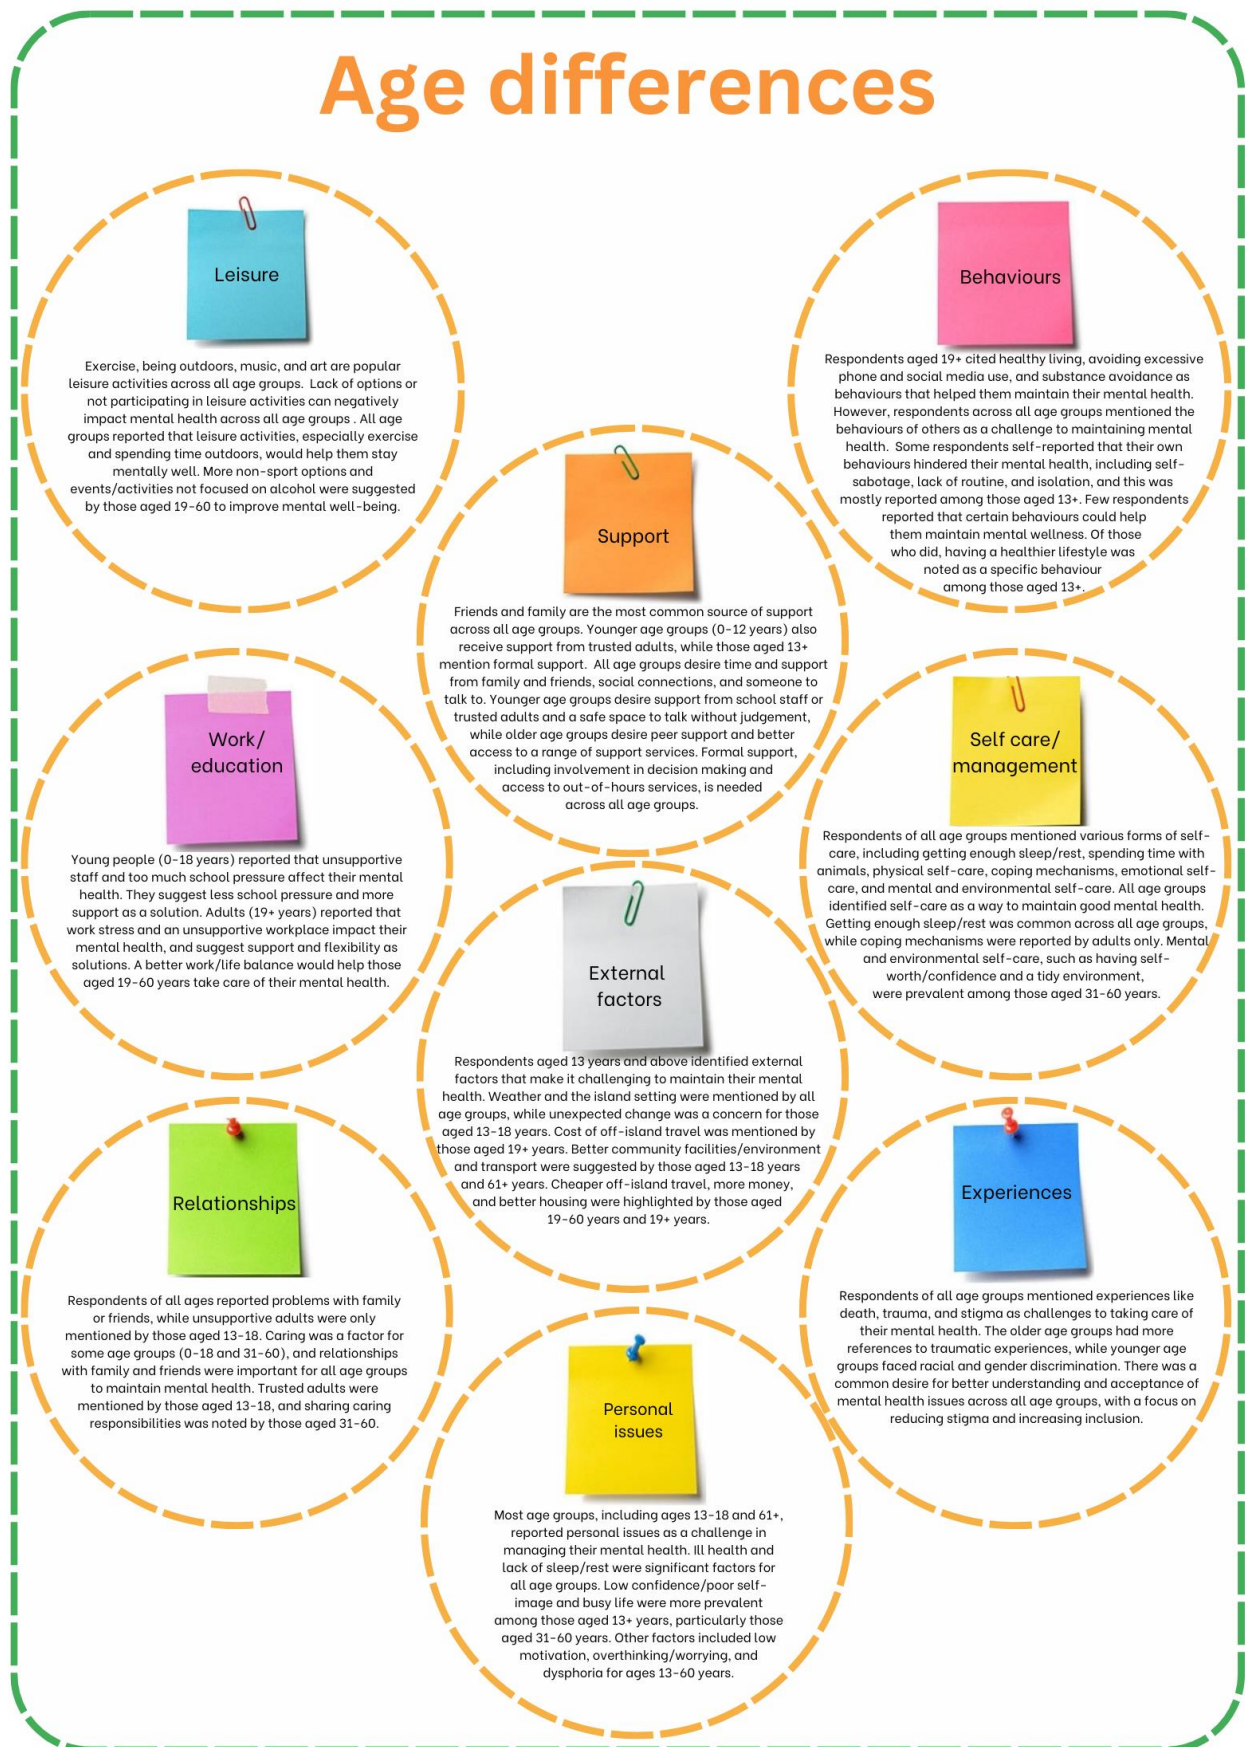 Age differences
Leisure
Exercise, being outdoors, music, and art are popular
leisure activities across all age groups. Lack of options or
not participating in leisure activities can negatively
impact mental health across all age groups . All age
groups reported that leisure activities, especially exercise
and spending time outdoors, would help them stay
mentally well. More non-sport options and
events/activities not focused on alcohol were suggested
by those aged 19-60 to improve mental well-being.
Behaviours
Respondents aged 19+ cited healthy living, avoiding excessive
phone and social media use, and substance avoidance as
behaviours that helped them maintain their mental health.
However, respondents across all age groups mentioned the
behaviours of others as a challenge to maintaining mental
health. Some respondents self-reported that their own
behaviours hindered their mental health, including self-
sabotage, lack of routine, and isolation, and this was
mostly reported among those aged 13+. Few respondents
reported that certain behaviours could help
them maintain mental wellness. Of those
who did, having a healthier lifestyle was
noted as a specific behaviour
among those aged 13+.
Support
Friends and family are the most common source of support
across all age groups. Younger age groups (0-12 years) also
receive support from trusted adults, while those aged 13+
mention formal support. All age groups desire time and support
from family and friends, social connections, and someone to
talk to. Younger age groups desire support from school staff or
trusted adults and a safe space to talk without judgement,
while older age groups desire peer support and better
access to a range of support services. Formal support,
including involvement in decision making and
access to out-of-hours services, is needed
across all age groups.
Work/
education
Young people (0-18 years) reported that unsupportive
staff and too much school pressure affect their mental
health. They suggest less school pressure and more
support as a solution. Adults (19+ years) reported that
work stress and an unsupportive workplace impact their
mental health, and suggest support and flexibility as
solutions. A better work/life balance would help those
aged 19-60 years take care of their mental health.
Self care/
management
Respondents of all age groups mentioned various forms of self-
care, including getting enough sleep/rest, spending time with
animals, physical self-care, coping mechanisms, emotional self-
care, and mental and environmental self-care. All age groups
identified self-care as a way to maintain good mental health.
Getting enough sleep/rest was common across all age groups,
while coping mechanisms were reported by adults only. Mental
and environmental self-care, such as having self-
worth/confidence and a tidy environment,
were prevalent among those aged 31-60 years.
External
factors
Respondents aged 13 years and above identified external
factors that make it challenging to maintain their mental
health. Weather and the island setting were mentioned by all
age groups, while unexpected change was a concern for those
aged 13-18 years. Cost of off-island travel was mentioned by
those aged 19+ years. Better community facilities/environment
and transport were suggested by those aged 13-18 years
and 61+ years. Cheaper off-island travel, more money,
and better housing were highlighted by those aged
19-60 years and 19+ years.
Relationships
Respondents of all ages reported problems with family
or friends, while unsupportive adults were only
mentioned by those aged 13-18. Caring was a factor for
some age groups (0-18 and 31-60), and relationships
with family and friends were important for all age groups
to maintain mental health. Trusted adults were
mentioned by those aged 13-18, and sharing caring
responsibilities was noted by those aged 31-60.
Experiences
Respondents of all age groups mentioned experiences like
death, trauma, and stigma as challenges to taking care of
their mental health. The older age groups had more
references to traumatic experiences, while younger age
groups faced racial and gender discrimination. There was a
common desire for better understanding and acceptance of
mental health issues across all age groups, with a focus on
reducing stigma and increasing inclusion.
Personal
issues
Most age groups, including ages 13-18 and 61+,
reported personal issues as a challenge in
managing their mental health. Ill health and
lack of sleep/rest were significant factors for
all age groups. Low confidence/poor self-
image and busy life were more prevalent
among those aged 13+ years, particularly those
aged 31-60 years. Other factors included low
motivation, overthinking/worrying, and
dysphoria for ages 13-60 years.